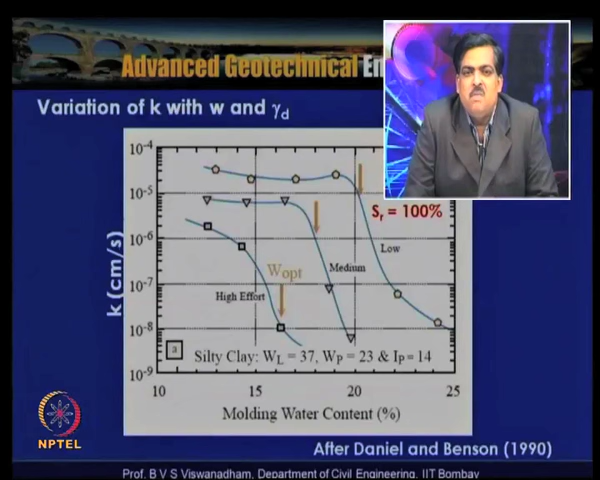 Advanced Geotechnical En
Variation of k with w and γd
10-4
10-5
10-6
10-7
10-8
10-9
k (cm/s)
Sr = 100%
Low
Wopt
Medium
High Effort
a
Silty Clay: WL = 37, WP = 23 & IP = 14
10 15 20 25
Molding Water Content (%)
NPTEL
After Daniel and Benson (1990)
Prof. B V S Viswanadham, Department of Civil Engineering, IIT Bombay